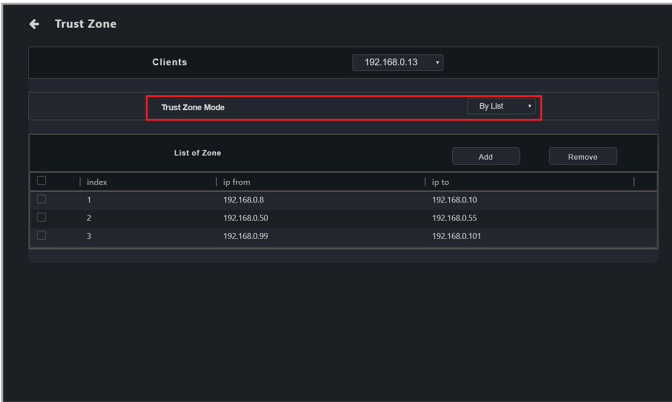 Trust Zone
Clients 192.168.0.13
Trust Zone Mode By List
List of Zone Add Remove
index ip from ip to
1 192.168.0.8 192.168.0.10
2 192.168.0.50 192.168.0.55
3 192.168.0.99 192.168.0.101